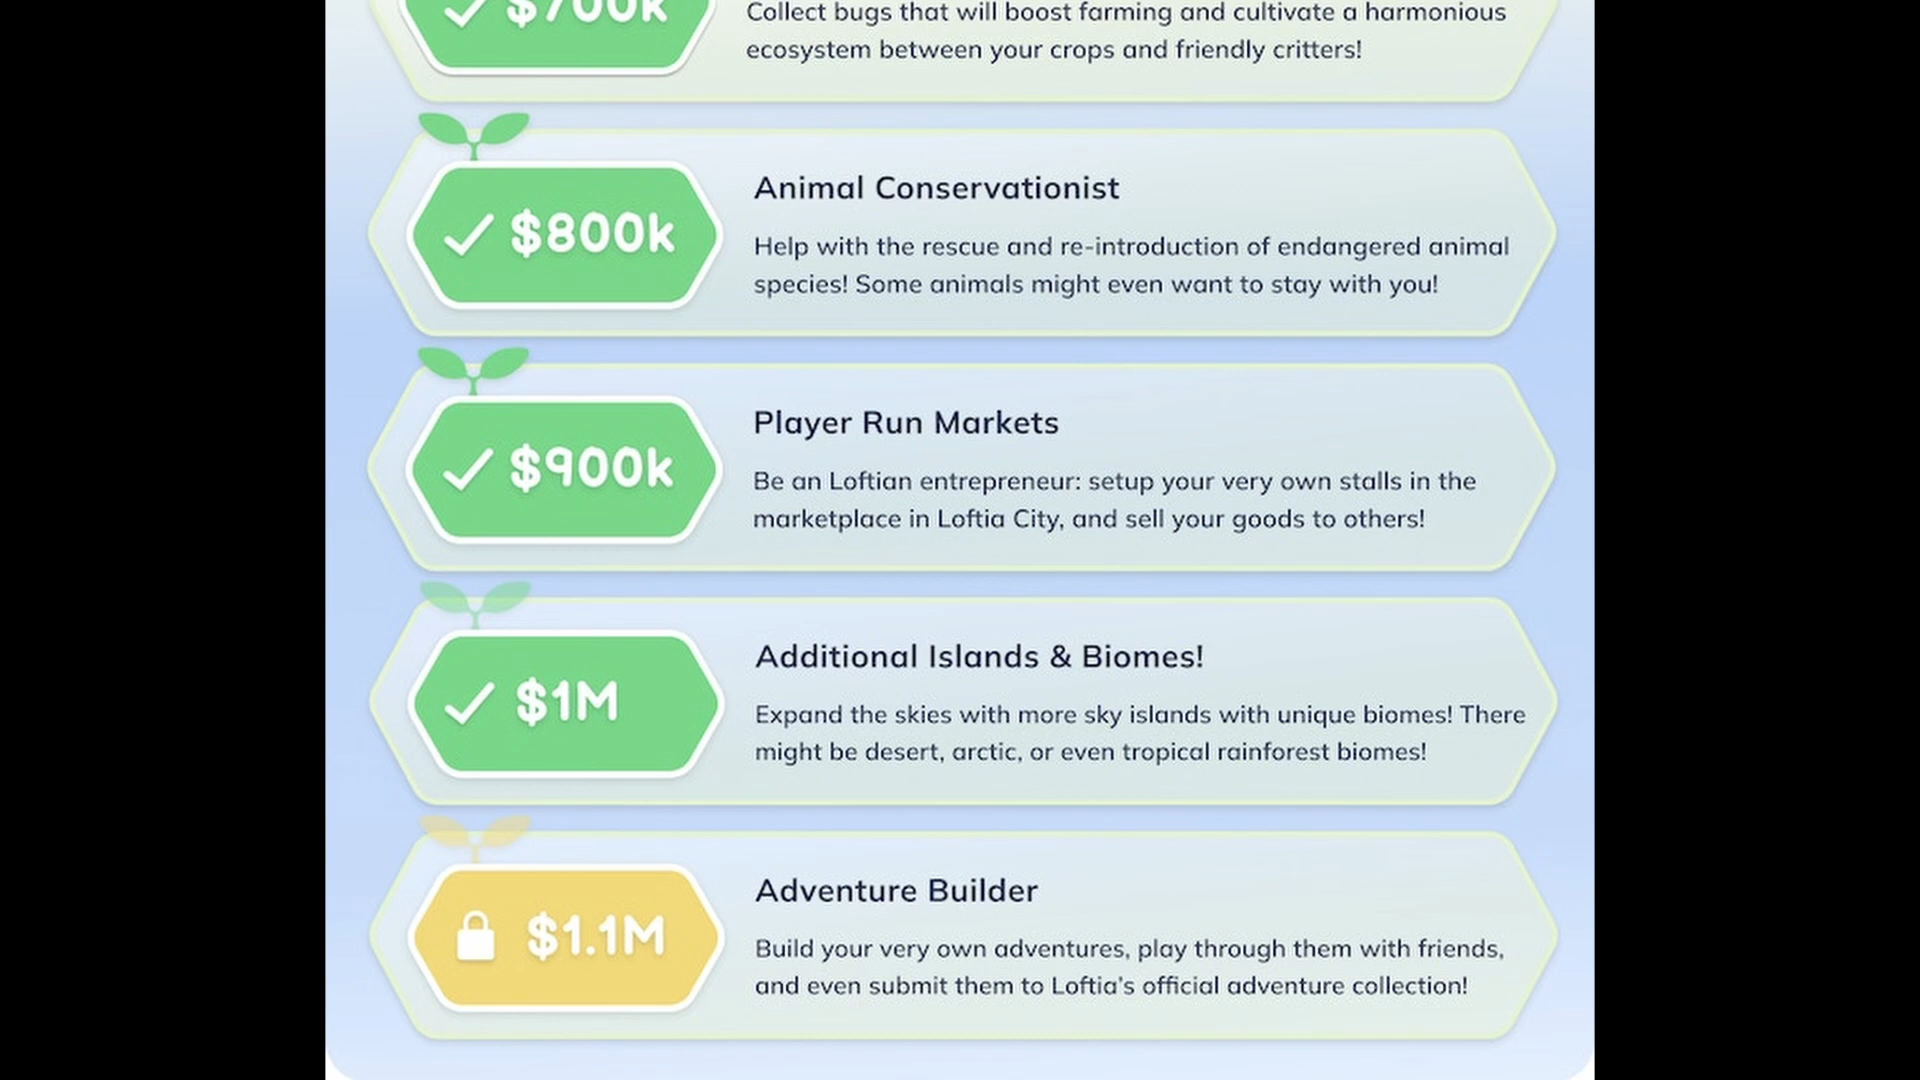 $700k
Collect bugs that will boost farming and cultivate a harmonious
ecosystem between your crops and friendly critters!
$800k
Animal Conservationist
Help with the rescue and re-introduction of endangered animal
species! Some animals might even want to stay with you!
$900k
Player Run Markets
Be an Loftian entrepreneur: setup your very own stalls in the
marketplace in Loftia City, and sell your goods to others!
$1M
Additional Islands & Biomes!
Expand the skies with more sky islands with unique biomes! There
might be desert, arctic, or even tropical rainforest biomes!
$1.1M
Adventure Builder
Build your very own adventures, play through them with friends,
and even submit them to Loftia's official adventure collection!